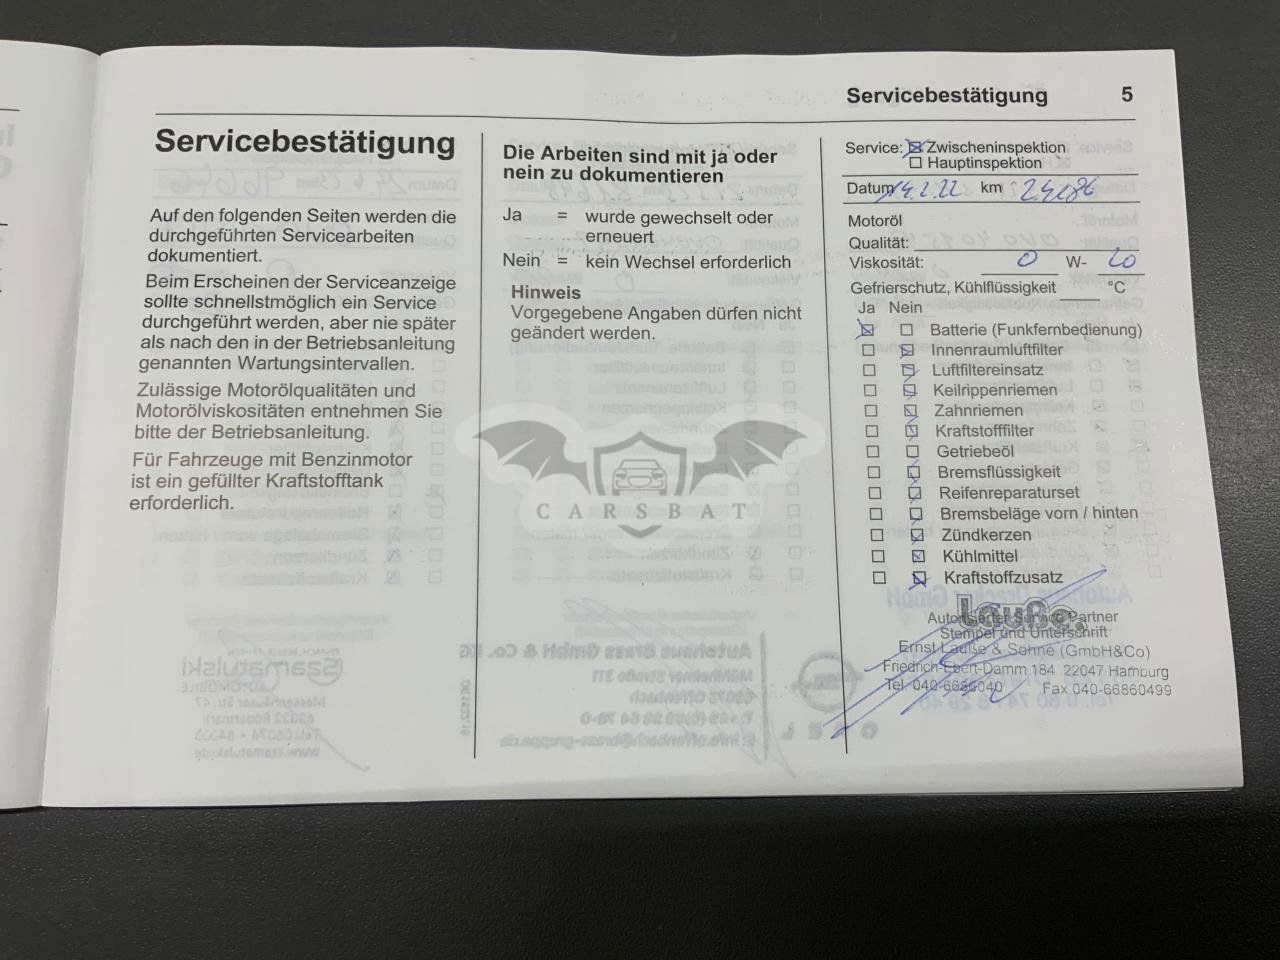 Servicebestätigung 5
Servicebestätigung
Auf den folgenden Seiten werden die
durchgeführten Servicearbeiten
dokumentiert.
Beim Erscheinen der Serviceanzeige
sollte schnellstmöglich ein Service
durchgeführt werden, aber nie später
als nach den in der Betriebsanleitung
genannten Wartungsintervallen.
Zulässige Motorölqualitäten und
Motorölviskositäten entnehmen Sie
bitte der Betriebsanleitung.
Für Fahrzeuge mit Benzinmotor
ist ein gefüllter Kraftstofftank
erforderlich.
Die Arbeiten sind mit ja oder
nein zu dokumentieren
Ja = wurde gewechselt oder
erneuert
Nein = kein Wechsel erforderlich
Hinweis
Vorgegebene Angaben dürfen nicht
geändert werden.
CARSBAT
Service: Zwischeninspektion
Hauptinspektion
Datum 14.2.22 km
Motoröl
Qualität:
Viskosität: 0 W- 20
Gefrierschutz, Kühlflüssigkeit °C
Ja Nein
Batterie (Funkfernbedienung)
Innenraumluftfilter
Luftfiltereinsatz
Keilrippenriemen
Zahnriemen
Kraftstofffilter
Getriebeöl
Bremsflüssigkeit
Reifenreparaturset
Bremsbeläge vorn / hinten
Zündkerzen
Kühlmittel
Kraftstoffzusatz
Lauße.
Autorisierter Service Partner
Stempel und Unterschrift
Ernst Lauße & Söhne (GmbH&Co)
Friedrich-Ebert-Damm 184 22047 Hamburg
Tel. 040-6686040 Fax 040-66860499